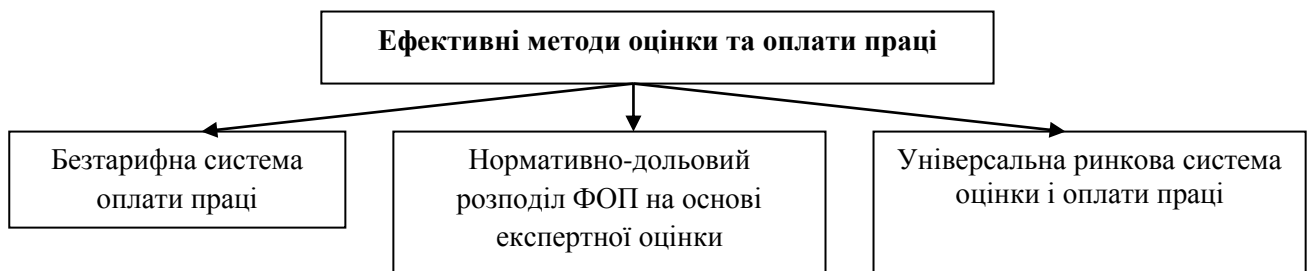 Ефективні методи оцінки та оплати праці
Безтарифна система
оплати праці
Нормативно-дольовий
розподіл ФОП на основі
експертної оцінки
Універсальна ринкова система
оцінки і оплати праці